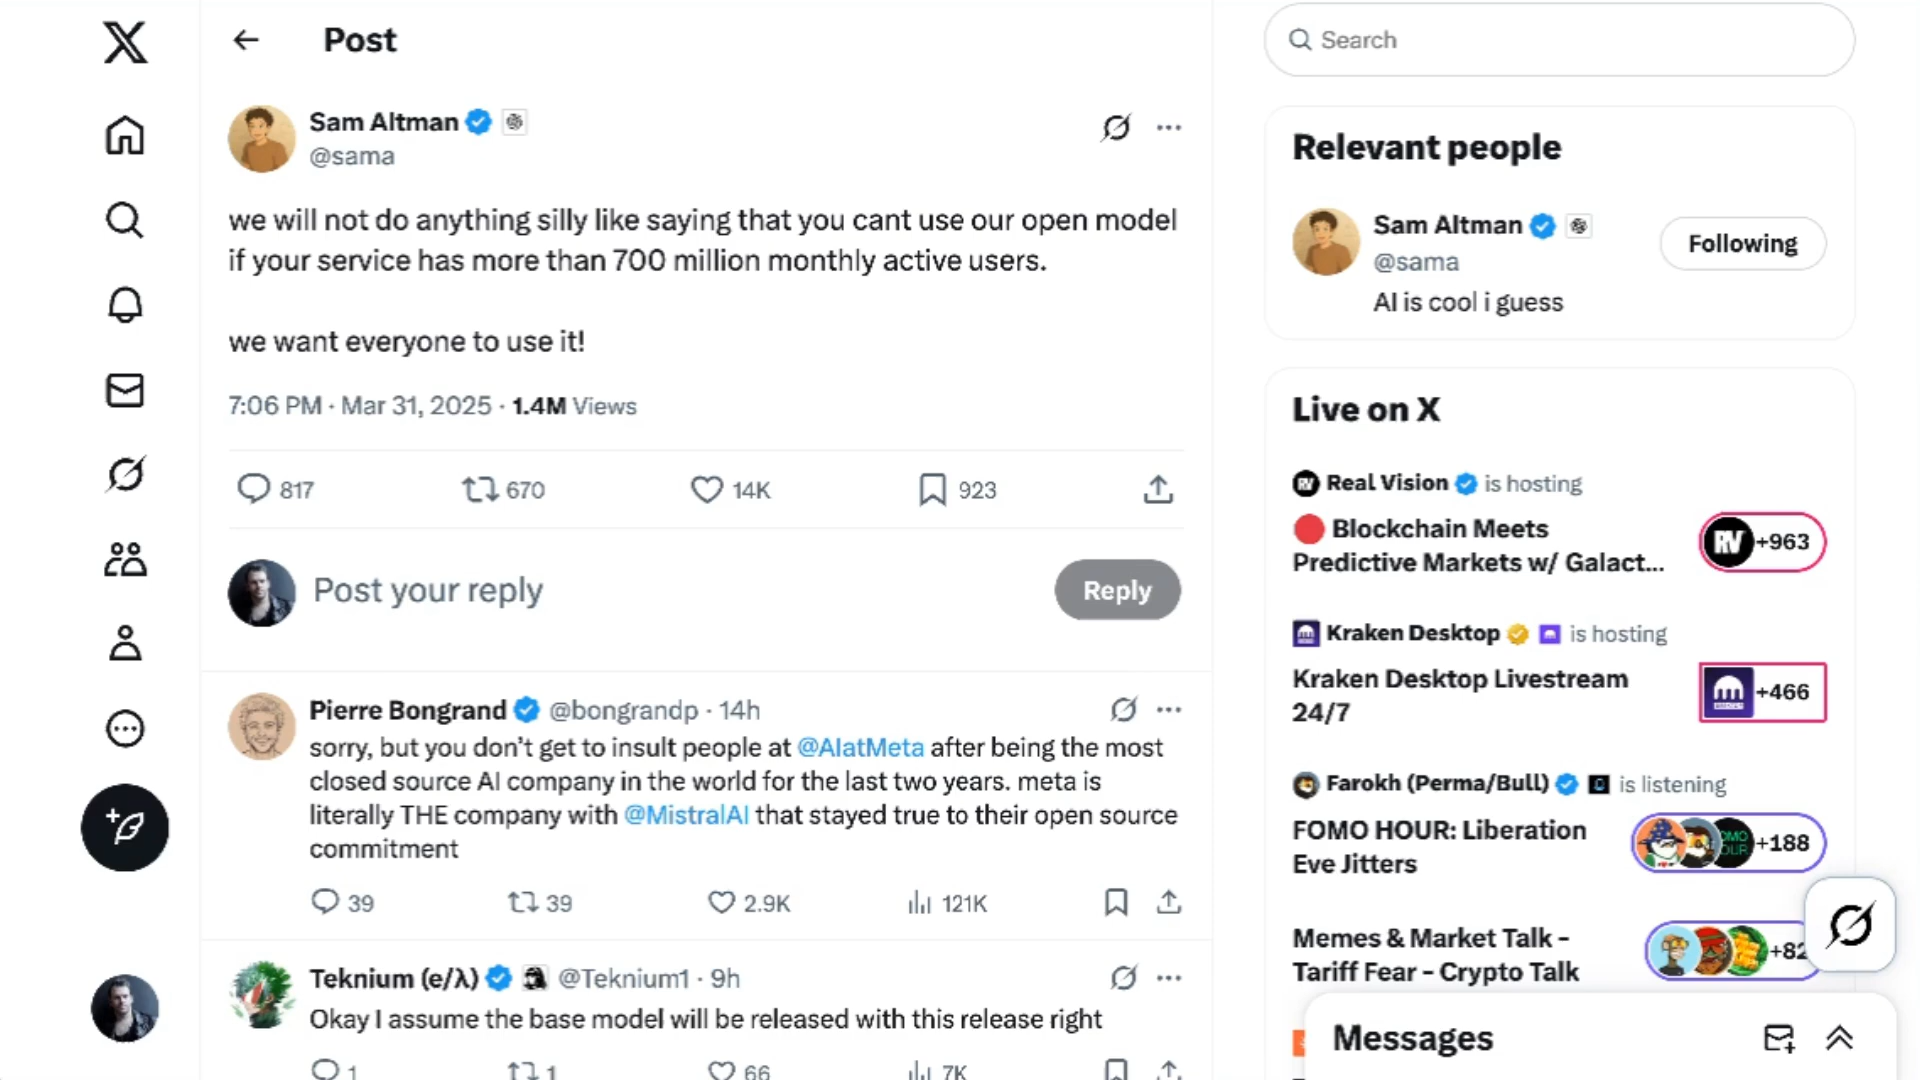 Post
Sam Altman
@sama
we will not do anything silly like saying that you cant use our open model
if your service has more than 700 million monthly active users.
we want everyone to use it!
7:06 PM · Mar 31, 2025 · 1.4M Views
817 670 14K 923
Post your reply
Reply
Pierre Bongrand @bongrandp · 14h
sorry, but you don't get to insult people at @AIatMeta after being the most
closed source AI company in the world for the last two years. meta is
literally THE company with @MistralAI that stayed true to their open source
commitment
39 39 2.9K 121K
Teknium (e/λ) @Teknium1 · 9h
Okay I assume the base model will be released with this release right
1 1 66 7K
Search
Relevant people
Sam Altman
@sama
Following
AI is cool i guess
Live on X
Real Vision is hosting
Blockchain Meets
Predictive Markets w/ Galact...
RV +963
Kraken Desktop is hosting
Kraken Desktop Livestream
24/7
+466
Farokh (Perma/Bull) is listening
FOMO HOUR: Liberation
Eve Jitters
+188
Memes & Market Talk -
Tariff Fear - Crypto Talk
+82
Messages